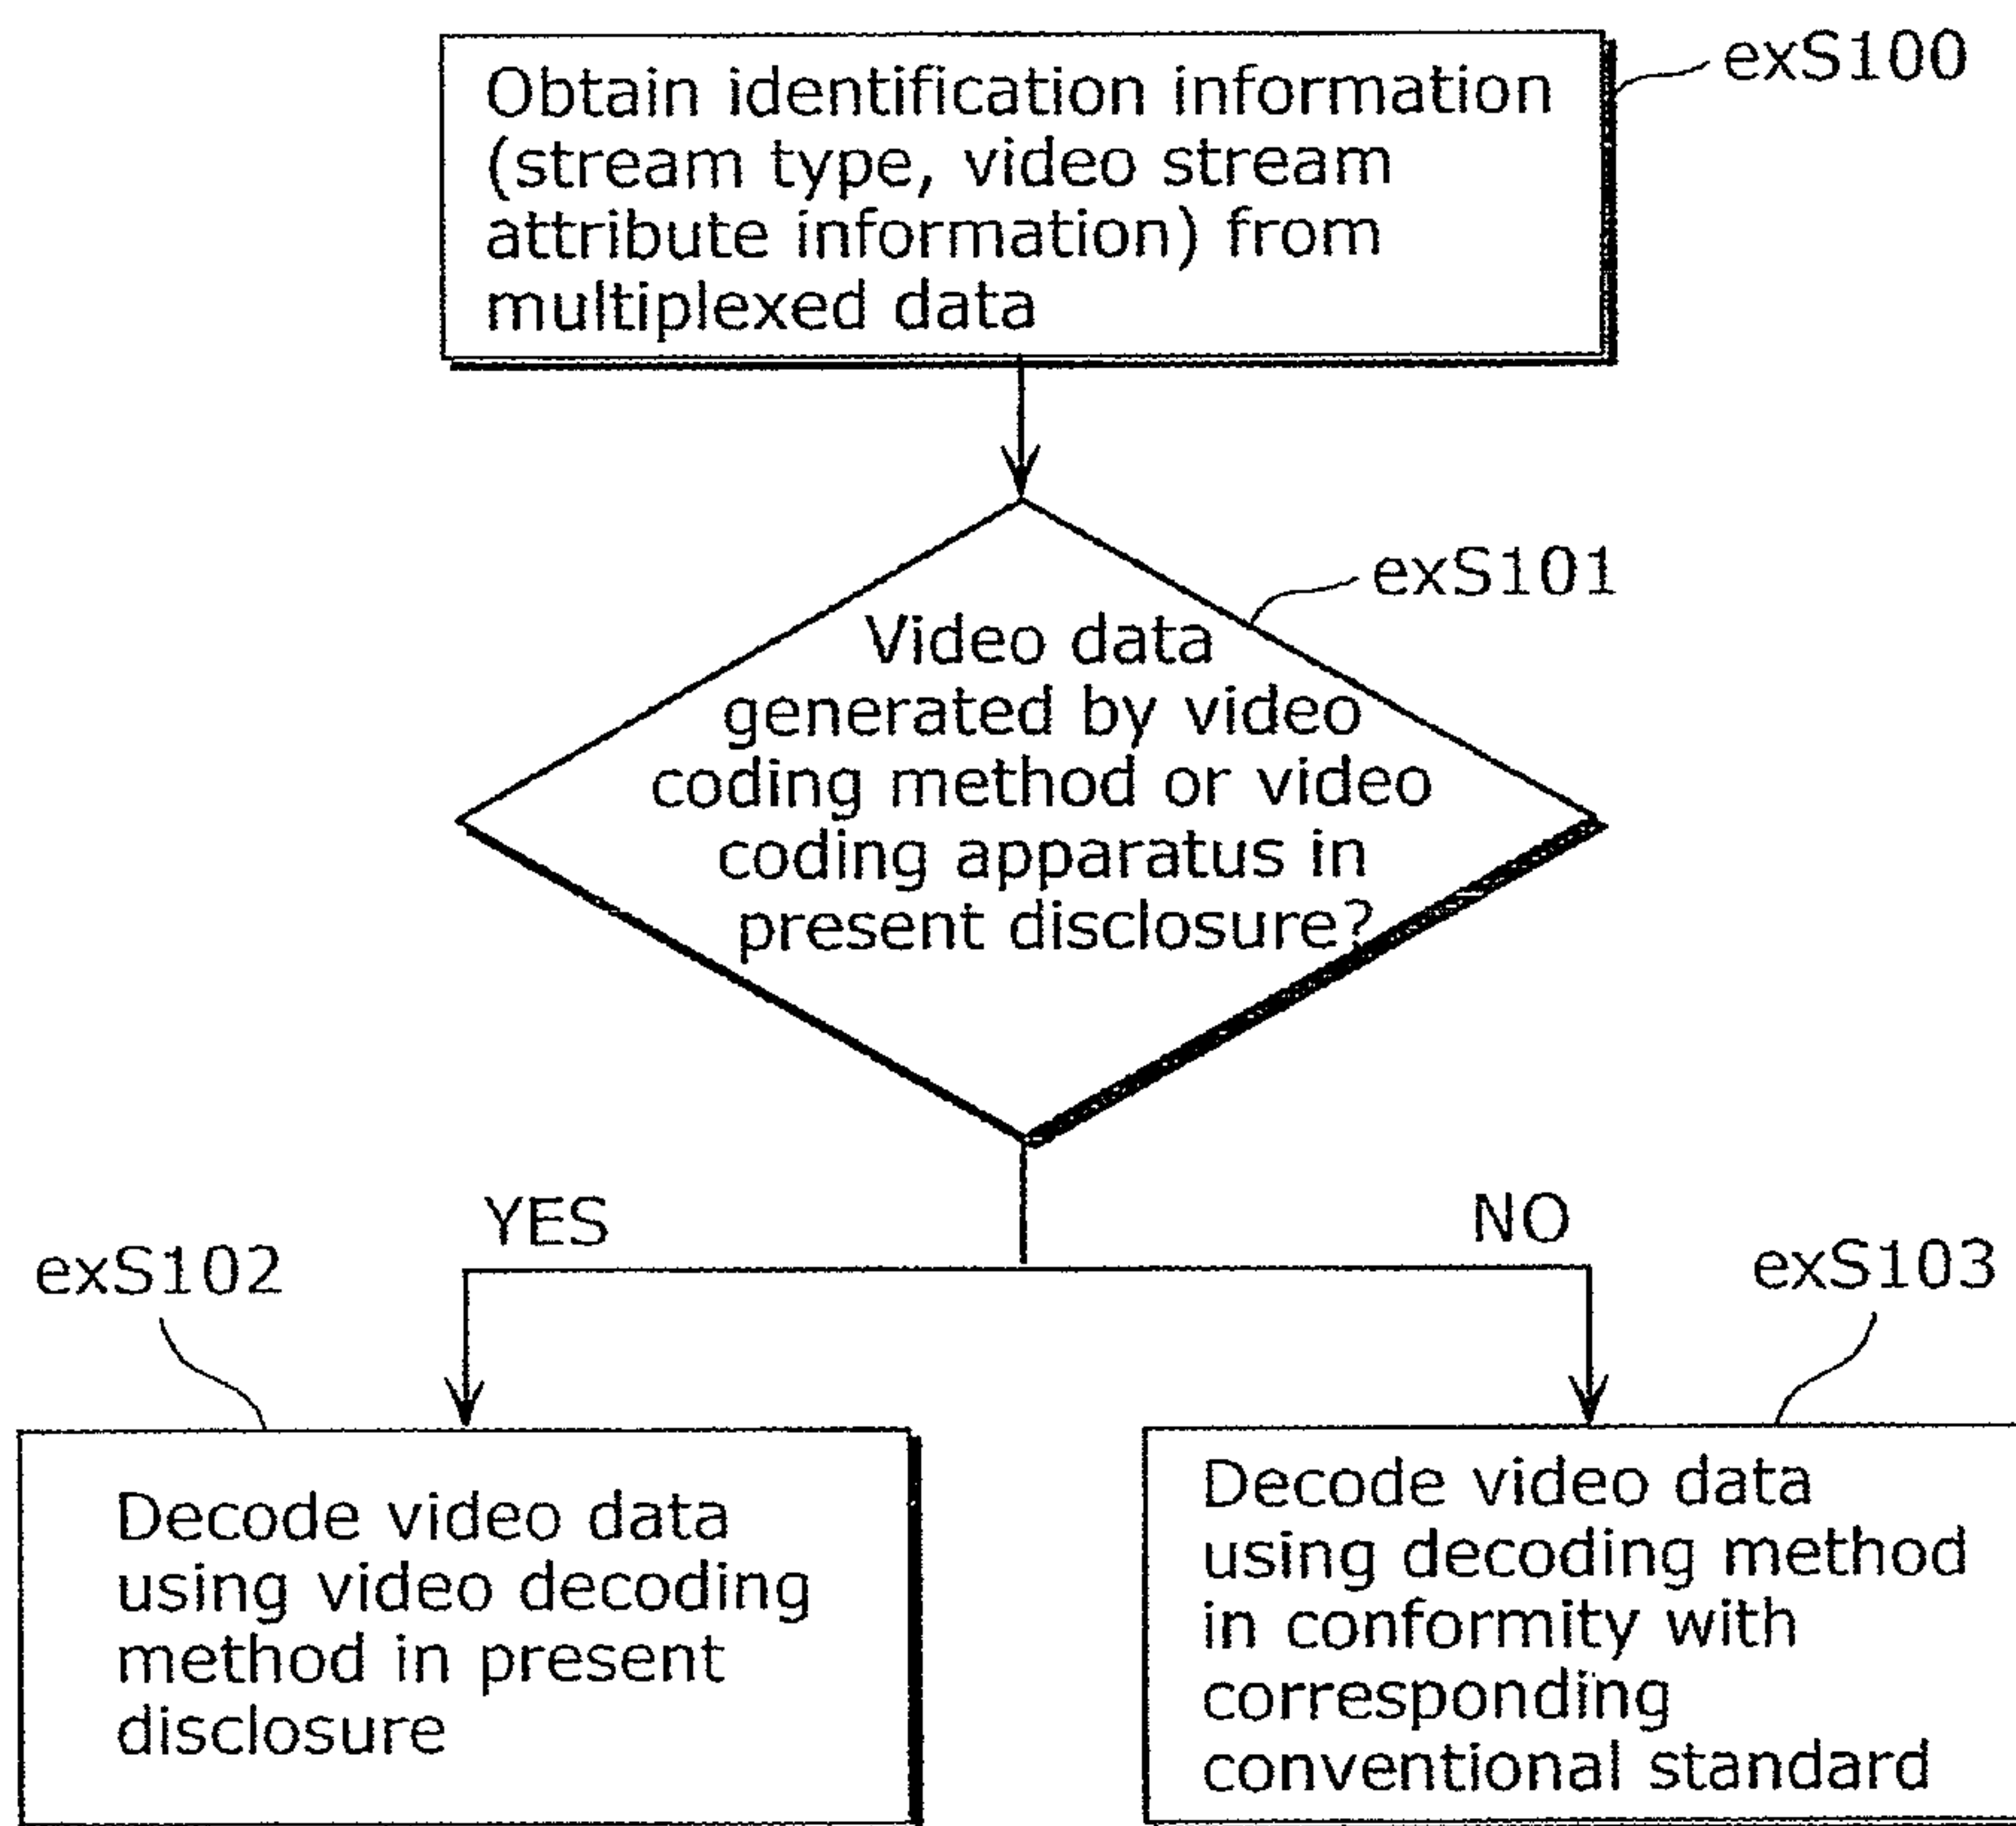 exS100
Obtain identification information
(stream type, video stream
attribute information) from
multiplexed data
exS101
Video data
generated by video
coding method or video
coding apparatus in
present disclosure?
YES
NO
exS102
exS103
Decode video data
using video decoding
method in present
disclosure
Decode video data
using decoding method
in conformity with
corresponding
conventional standard